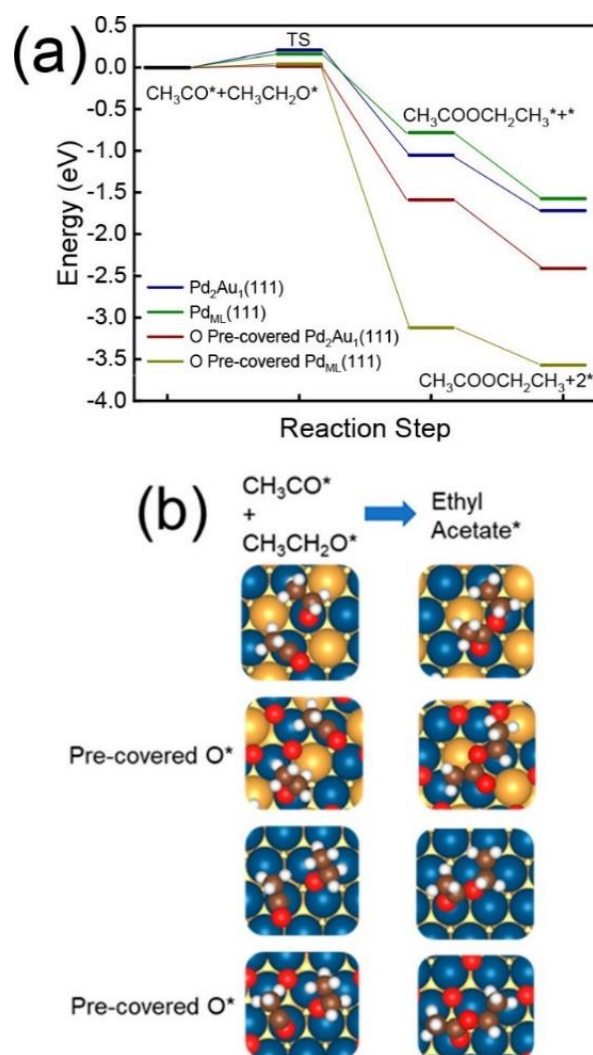 (a)
0.5
0.0
-0.5
-1.0
-1.5
-2.0
-2.5
-3.0
-3.5
-4.0
Energy (eV)
TS
CH₃CO*+CH₃CH₂O*
CH₃COOCH₂CH₃*+*
Pd₂Au₁(111)
Pd_ML(111)
O Pre-covered Pd₂Au₁(111)
O Pre-covered Pd_ML(111)
CH₃COOCH₂CH₃+2*
Reaction Step
(b)
CH₃CO*
+
CH₃CH₂O*
Ethyl
Acetate*
Pre-covered O*
Pre-covered O*